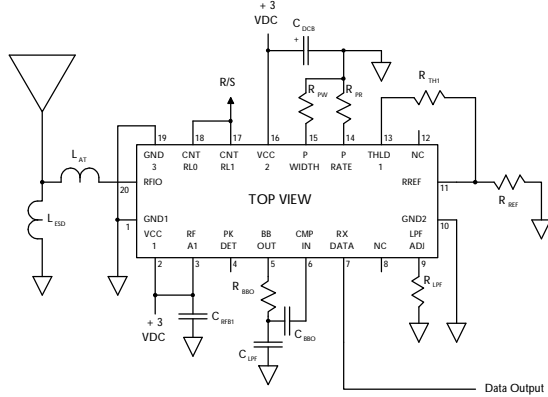 + 3
VDC
C DCB
+
R/S
R PW
R PR
R TH1
19
18
17
16
15
14
13
12
L AT
GND
3
CNT
RL0
CNT
RL1
VCC
2
P
WIDTH
P
RATE
THLD
1
NC
20
RFIO
TOP VIEW
RREF
11
R REF
L ESD
1
GND1
GND2
10
VCC
1
RF
A1
PK
DET
BB
OUT
CMP
IN
RX
DATA
NC
LPF
ADJ
2
3
4
5
6
7
8
9
R BBO
R LPF
+ 3
VDC
C RFB1
C BBO
C LPF
Data Output